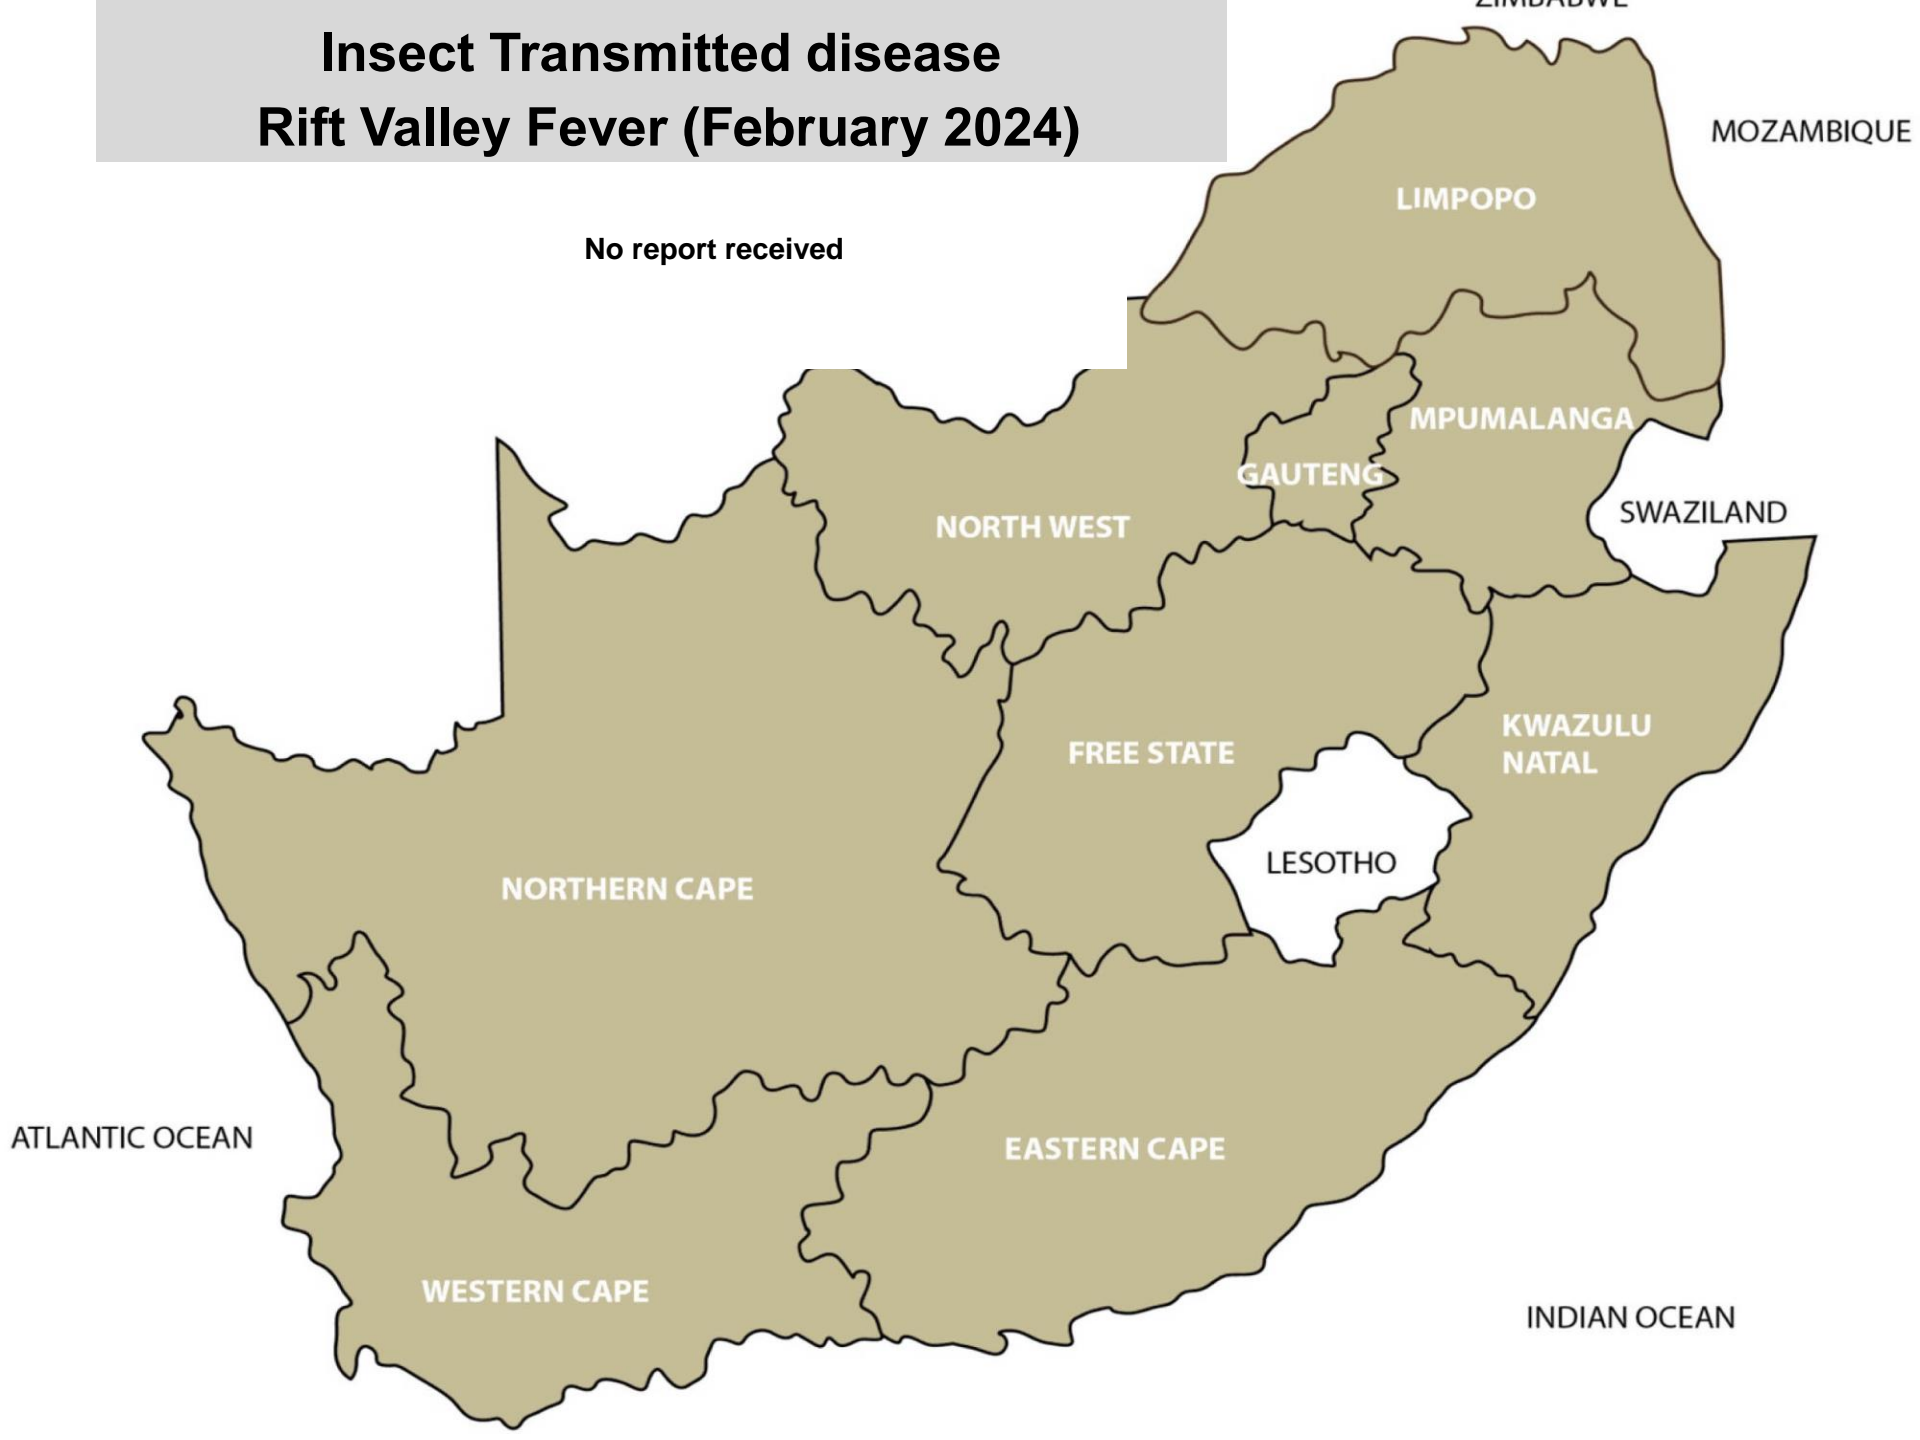 ZIMBABWE
Insect Transmitted disease
Rift Valley Fever (February 2024)
MOZAMBIQUE
LIMPOPO
No report received
MPUMALANGA
GAUTENG
SWAZILAND
NORTH WEST
KWAZULU
NATAL
FREE STATE
LESOTHO
NORTHERN CAPE
ATLANTIC OCEAN
EASTERN CAPE
WESTERN CAPE
INDIAN OCEAN